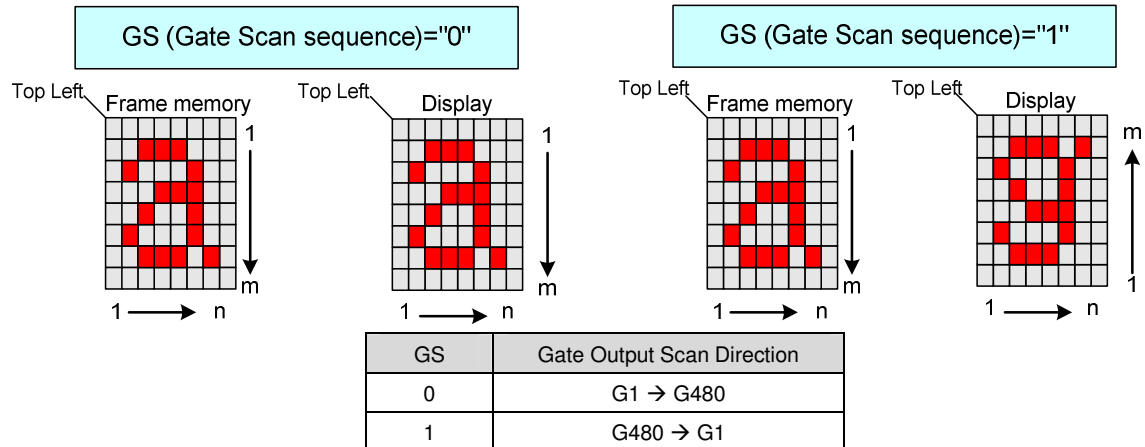 GS (Gate Scan sequence)="0"
GS (Gate Scan sequence)="1"
Top Left
Frame memory
1
m
1 n
Top Left
Display
1
m
1 n
Top Left
Frame memory
1
m
1 n
Top Left
Display
m
1
1 n
GS Gate Output Scan Direction
0 G1 → G480
1 G480 → G1